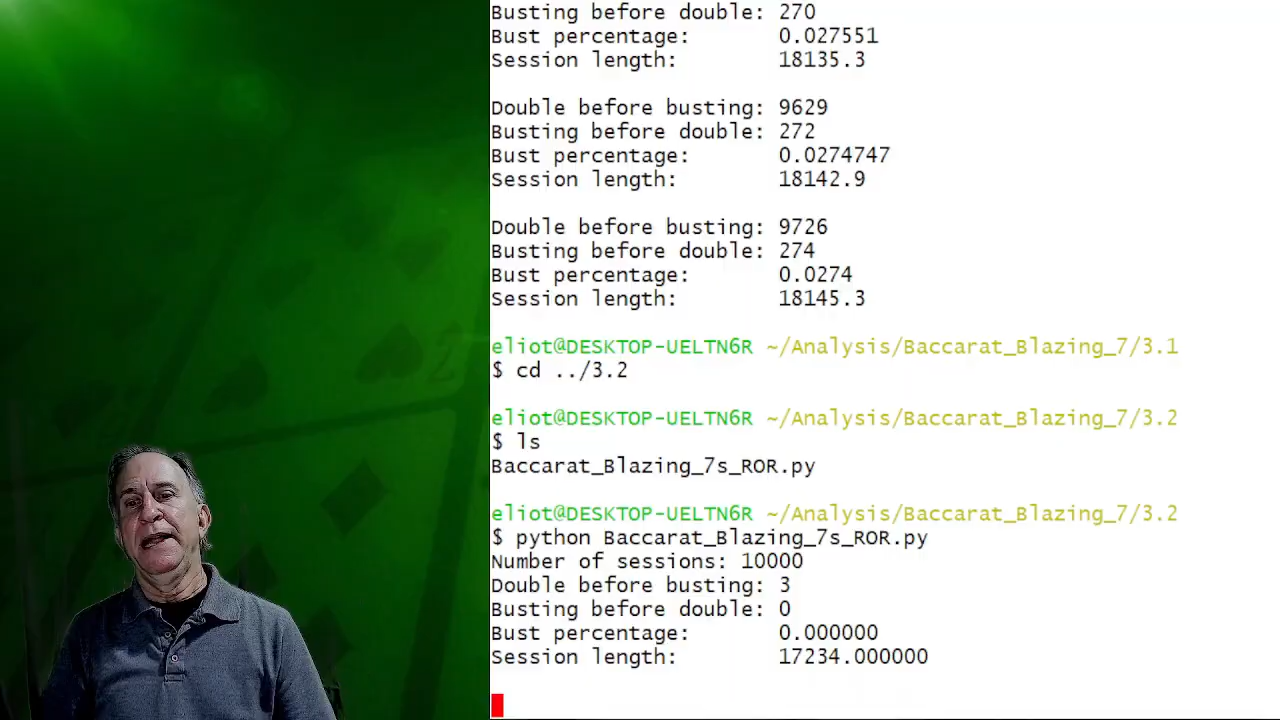 Busting before double: 270
Bust percentage: 0.027551
Session length: 18135.3
Double before busting: 9629
Busting before double: 272
Bust percentage: 0.0274747
Session length: 18142.9
Double before busting: 9726
Busting before double: 274
Bust percentage: 0.0274
Session length: 18145.3
eliot@DESKTOP-UELTN6R ~/Analysis/Baccarat_Blazing_7/3.1
$ cd ../3.2
eliot@DESKTOP-UELTN6R ~/Analysis/Baccarat_Blazing_7/3.2
$ ls
Baccarat_Blazing_7s_ROR.py
eliot@DESKTOP-UELTN6R ~/Analysis/Baccarat_Blazing_7/3.2
$ python Baccarat_Blazing_7s_ROR.py
Number of sessions: 10000
Double before busting: 3
Busting before double: 0
Bust percentage: 0.000000
Session length: 17234.000000